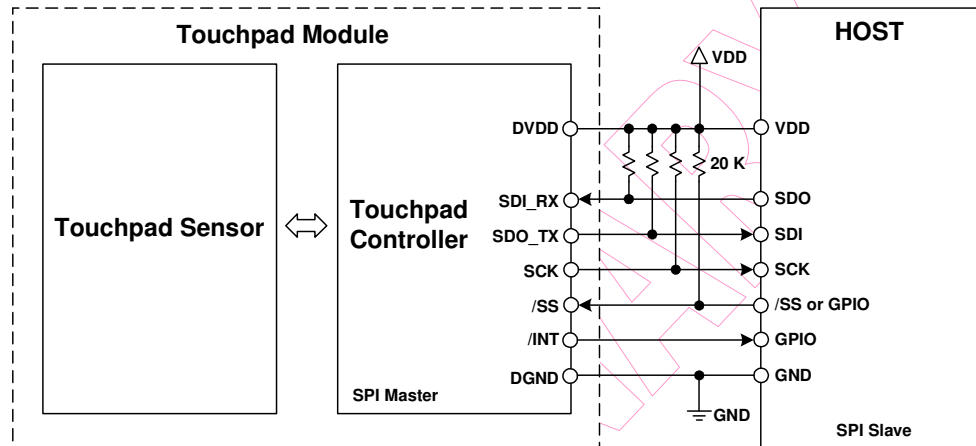 Touchpad Module
HOST
VDD
DVDD
VDD
20 K
Touchpad Sensor
Touchpad
Controller
SDI_RX
SDO
SDO_TX
SDI
SCK
SCK
/SS
/SS or GPIO
/INT
GPIO
DGND
GND
SPI Master
GND
SPI Slave